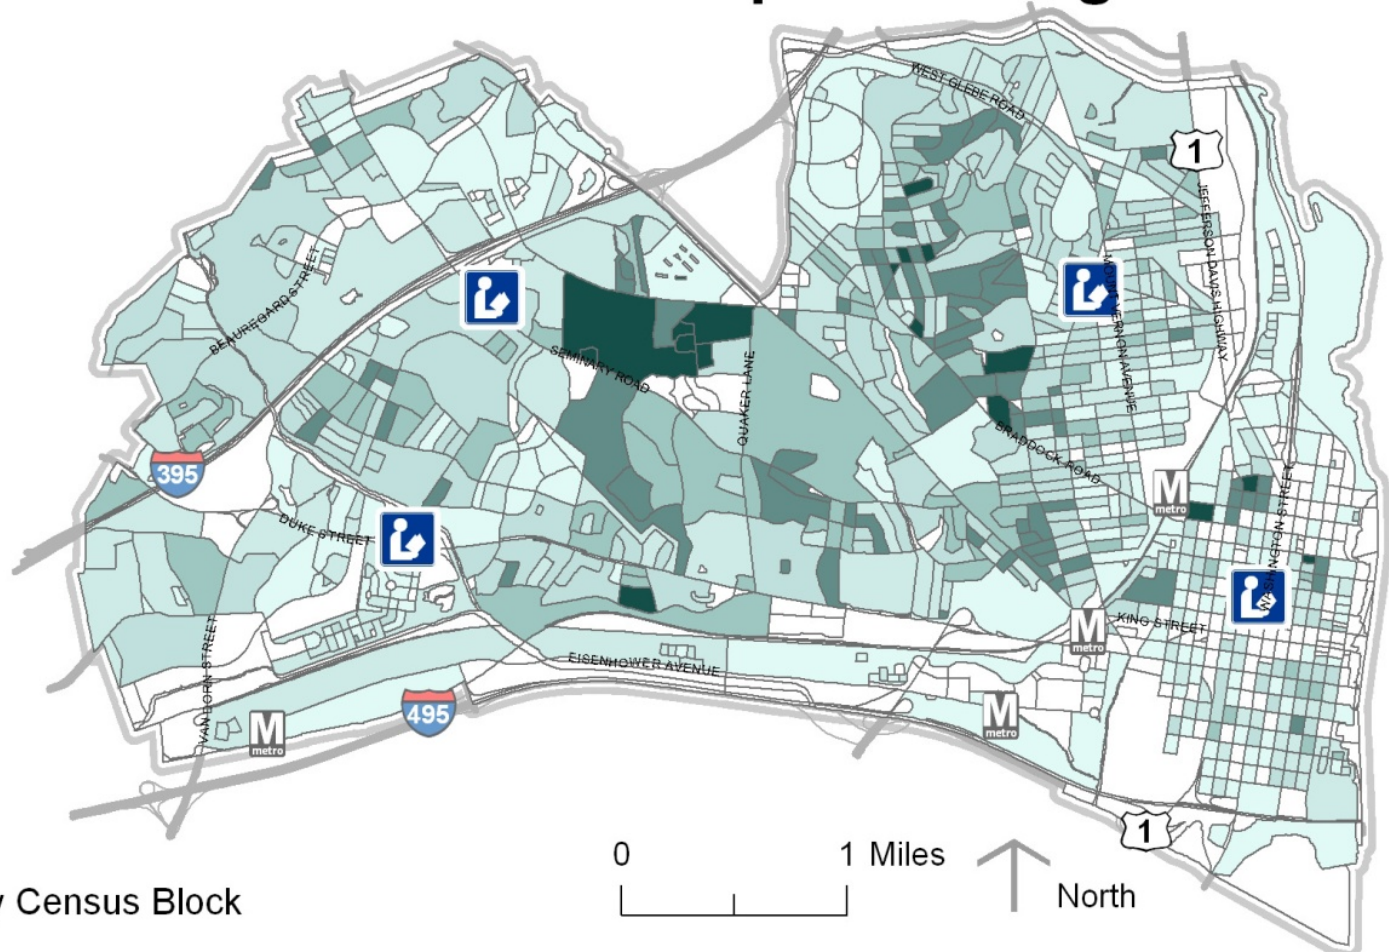 WEST GLEBE ROAD
1
JEFFERSON DAVIS HIGHWAY
MOUNT VERNON AVENUE
BEAUREGARD STREET
SEMINARY ROAD
QUAKER LANE
BRADDOCK ROAD
395
M
metro
WASHINGTON STREET
DUKE STREET
M
metro
KING STREET
EISENHOWER AVENUE
VAN DORN STREET
495
M
metro
M
metro
1
0
1 Miles
North
Census Block